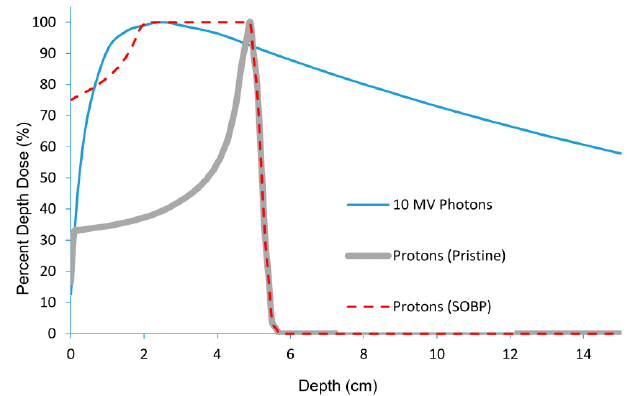 Percent Depth Dose (%)
100
90
80
70
60
50
40
30
20
10
0
10 MV Photons
Protons (Pristine)
Protons (SOBP)
0 2 4 6 8 10 12 14
Depth (cm)